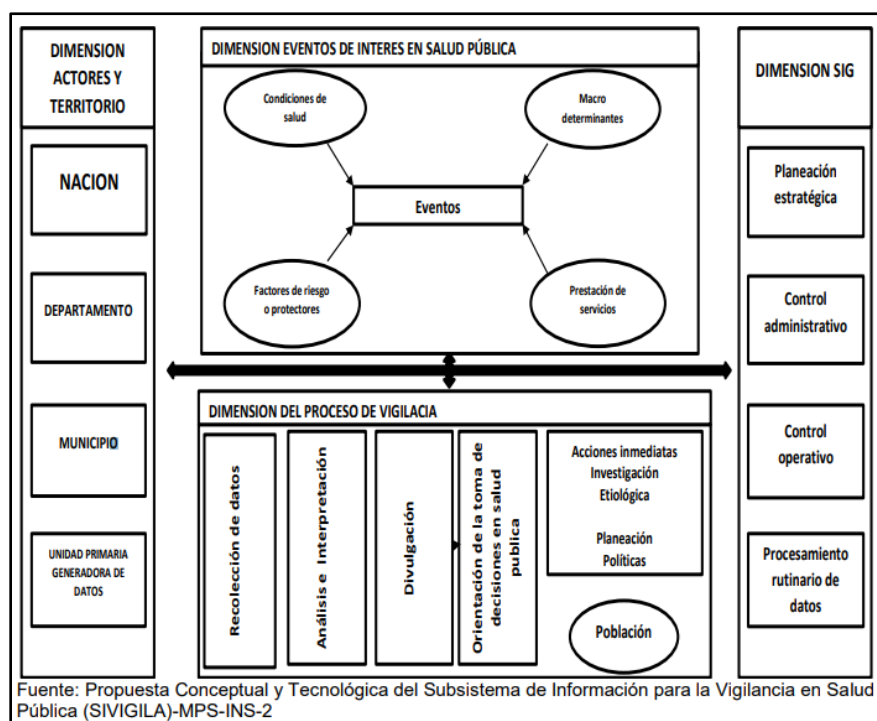 DIMENSION
ACTORES Y
TERRITORIO
NACION
DEPARTAMENTO
MUNICIPIO
UNIDAD PRIMARIA
GENERADORA DE
DATOS
DIMENSION EVENTOS DE INTERES EN SALUD PÚBLICA
Condiciones de
salud
Macro
determinantes
Eventos
Factores de riesgo
o protectores
Prestación de
servicios
DIMENSION DEL PROCESO DE VIGILACIA
Recolección de datos
Análisis e Interpretación
Divulgación
Orientación de la toma de
decisiones en salud
publica
Acciones inmediatas
Investigación
Etiológica
Planeación
Políticas
Población
DIMENSION SIG
Planeación
estratégica
Control
administrativo
Control
operativo
Procesamiento
rutinario de
datos
Fuente: Propuesta Conceptual y Tecnológica del Subsistema de Información para la Vigilancia en Salud
Pública (SIVIGILA)-MPS-INS-2